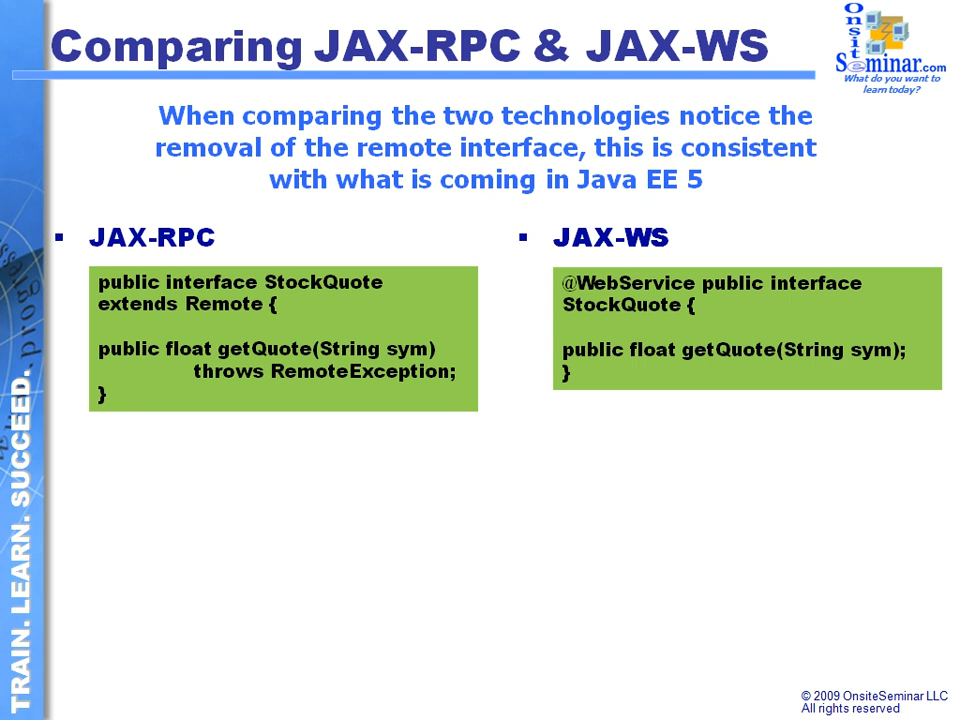 Comparing JAX-RPC & JAX-WS
Onsite
Seminar.com
What do you want to
learn today?
When comparing the two technologies notice the
removal of the remote interface, this is consistent
with what is coming in Java EE 5
▪ JAX-RPC
public interface StockQuote
extends Remote {
public float getQuote(String sym)
throws RemoteException;
}
▪ JAX-WS
@WebService public interface
StockQuote {
public float getQuote(String sym);
}
TRAIN. LEARN. SUCCEED.
© 2009 OnsiteSeminar LLC
All rights reserved